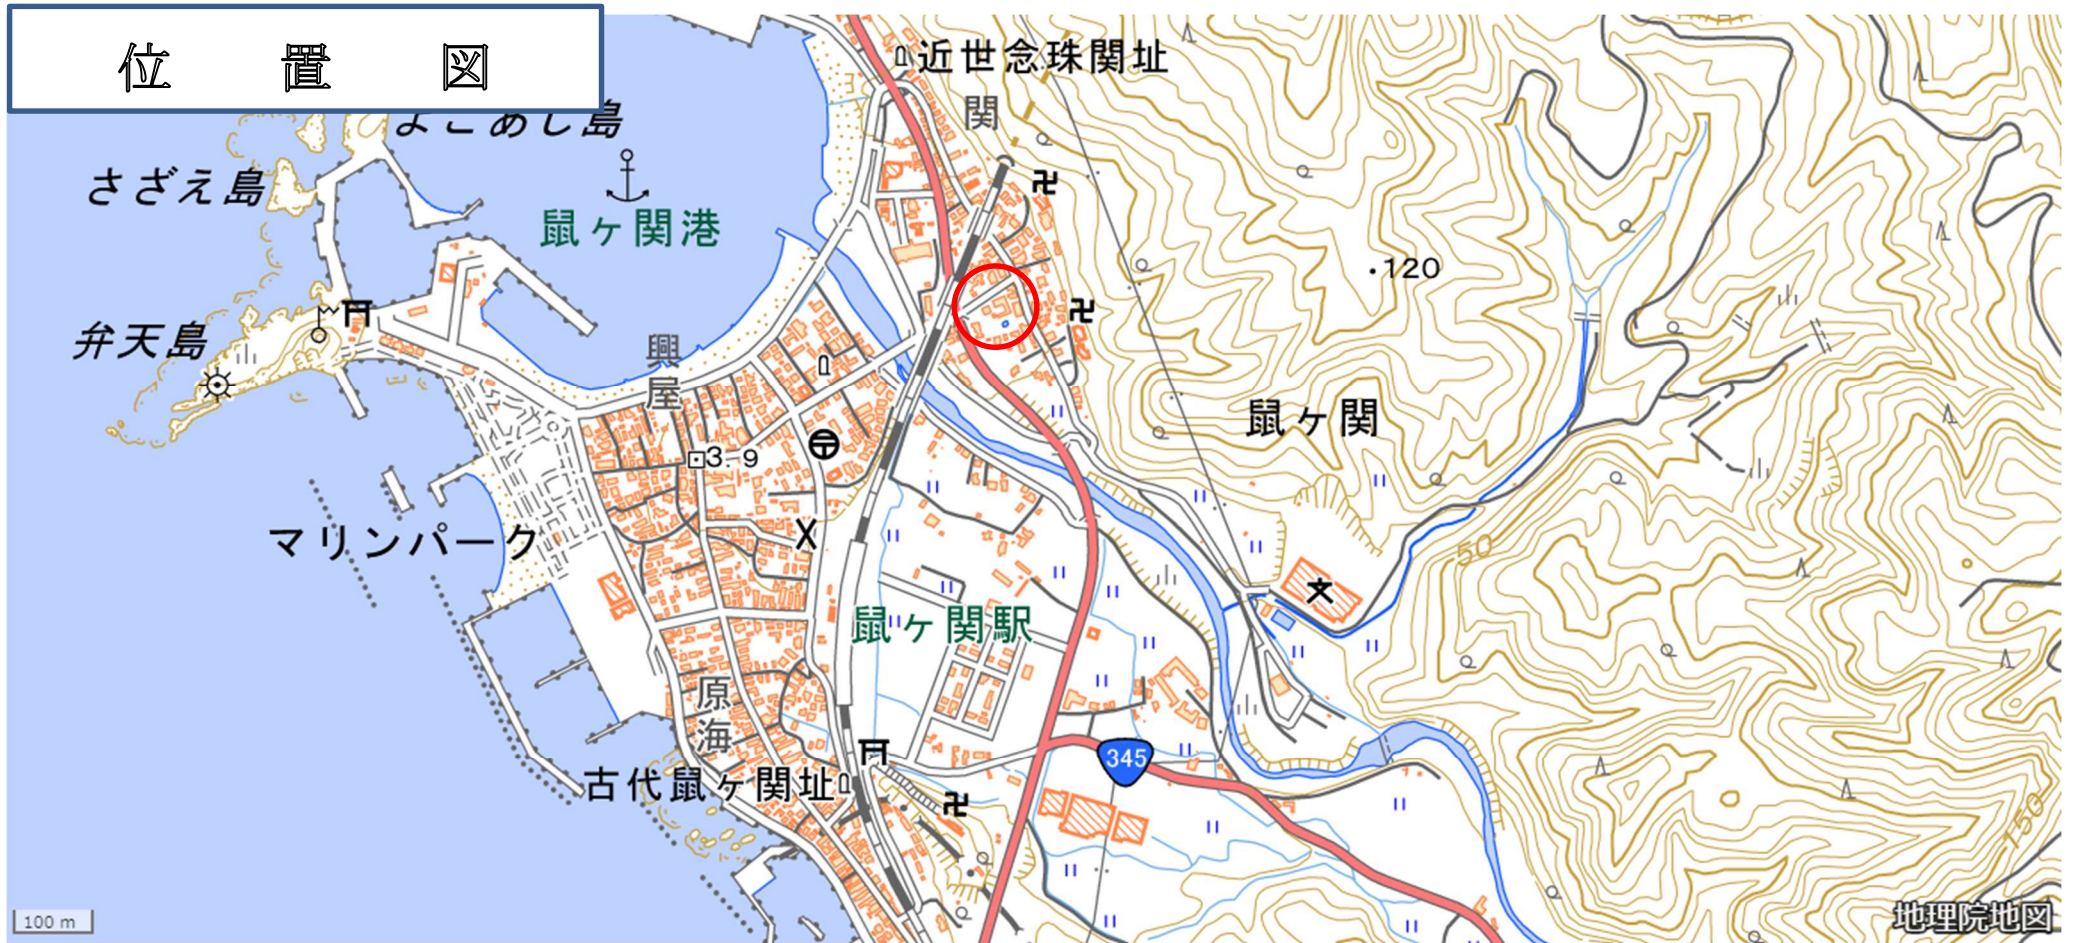 位置図
近世念珠関址
関
よこめし島
さざえ島
鼠ヶ関港
・120
弁天島
興屋
鼠ヶ関
3.9
マリンパーク
50
鼠ヶ関駅
原海
345
古代鼠ヶ関址
150
100 m
地理院地図